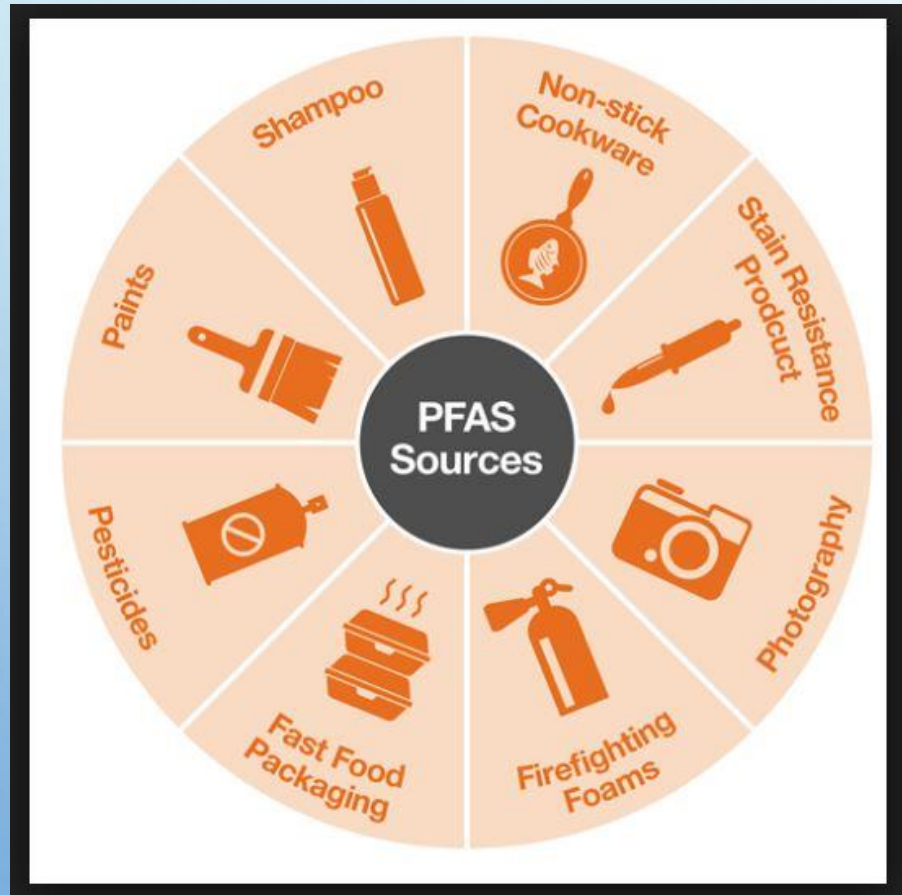 PFAS
Sources
Non-stick
Cookware
Stain Resistance
Prodcuct
Photography
Firefighting
Foams
Fast Food
Packaging
Pesticides
Paints
Shampoo